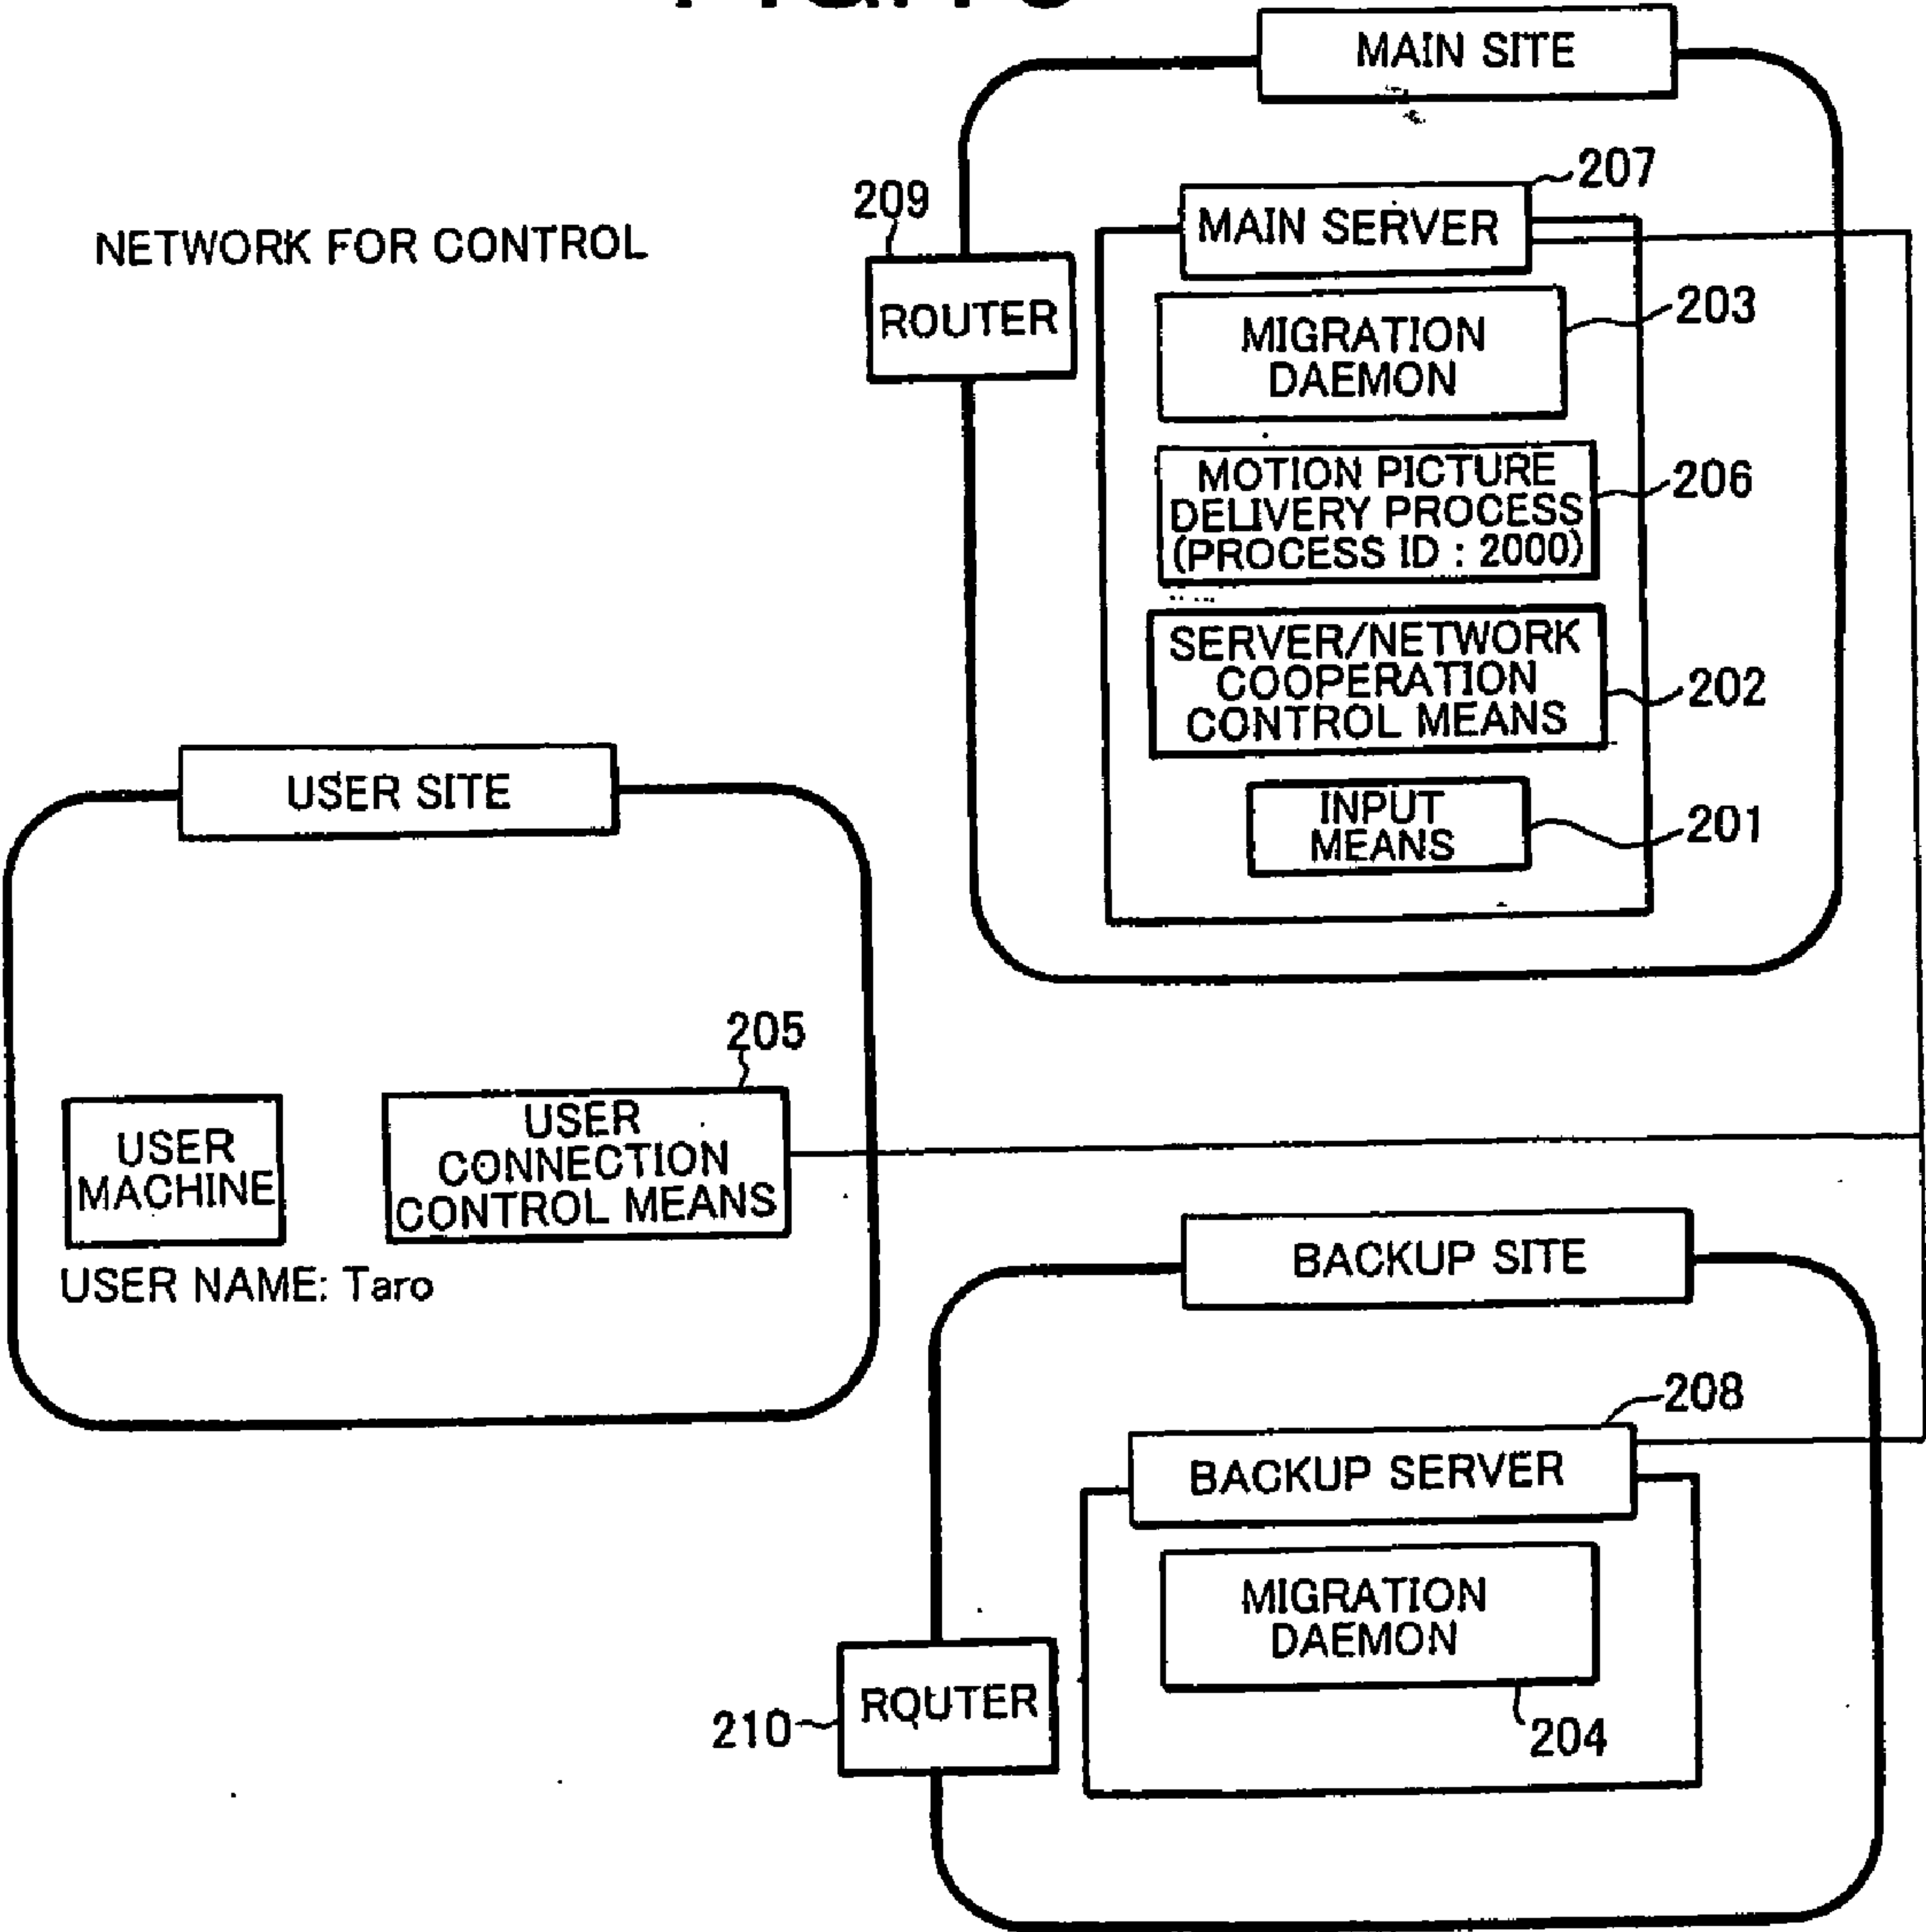 MAIN SITE
207
209
MAIN SERVER
NETWORK FOR CONTROL
203
ROUTER
MIGRATION
DAEMON
206
MOTION PICTURE
DELIVERY PROCESS
(PROCESS ID : 2000)
SERVER/NETWORK
COOPERATION
CONTROL MEANS
202
USER SITE
INPUT
MEANS
201
205
USER
MACHINE
USER
CONNECTION
CONTROL MEANS
USER NAME: Taro
BACKUP SITE
208
BACKUP SERVER
MIGRATION
DAEMON
ROUTER
210
204